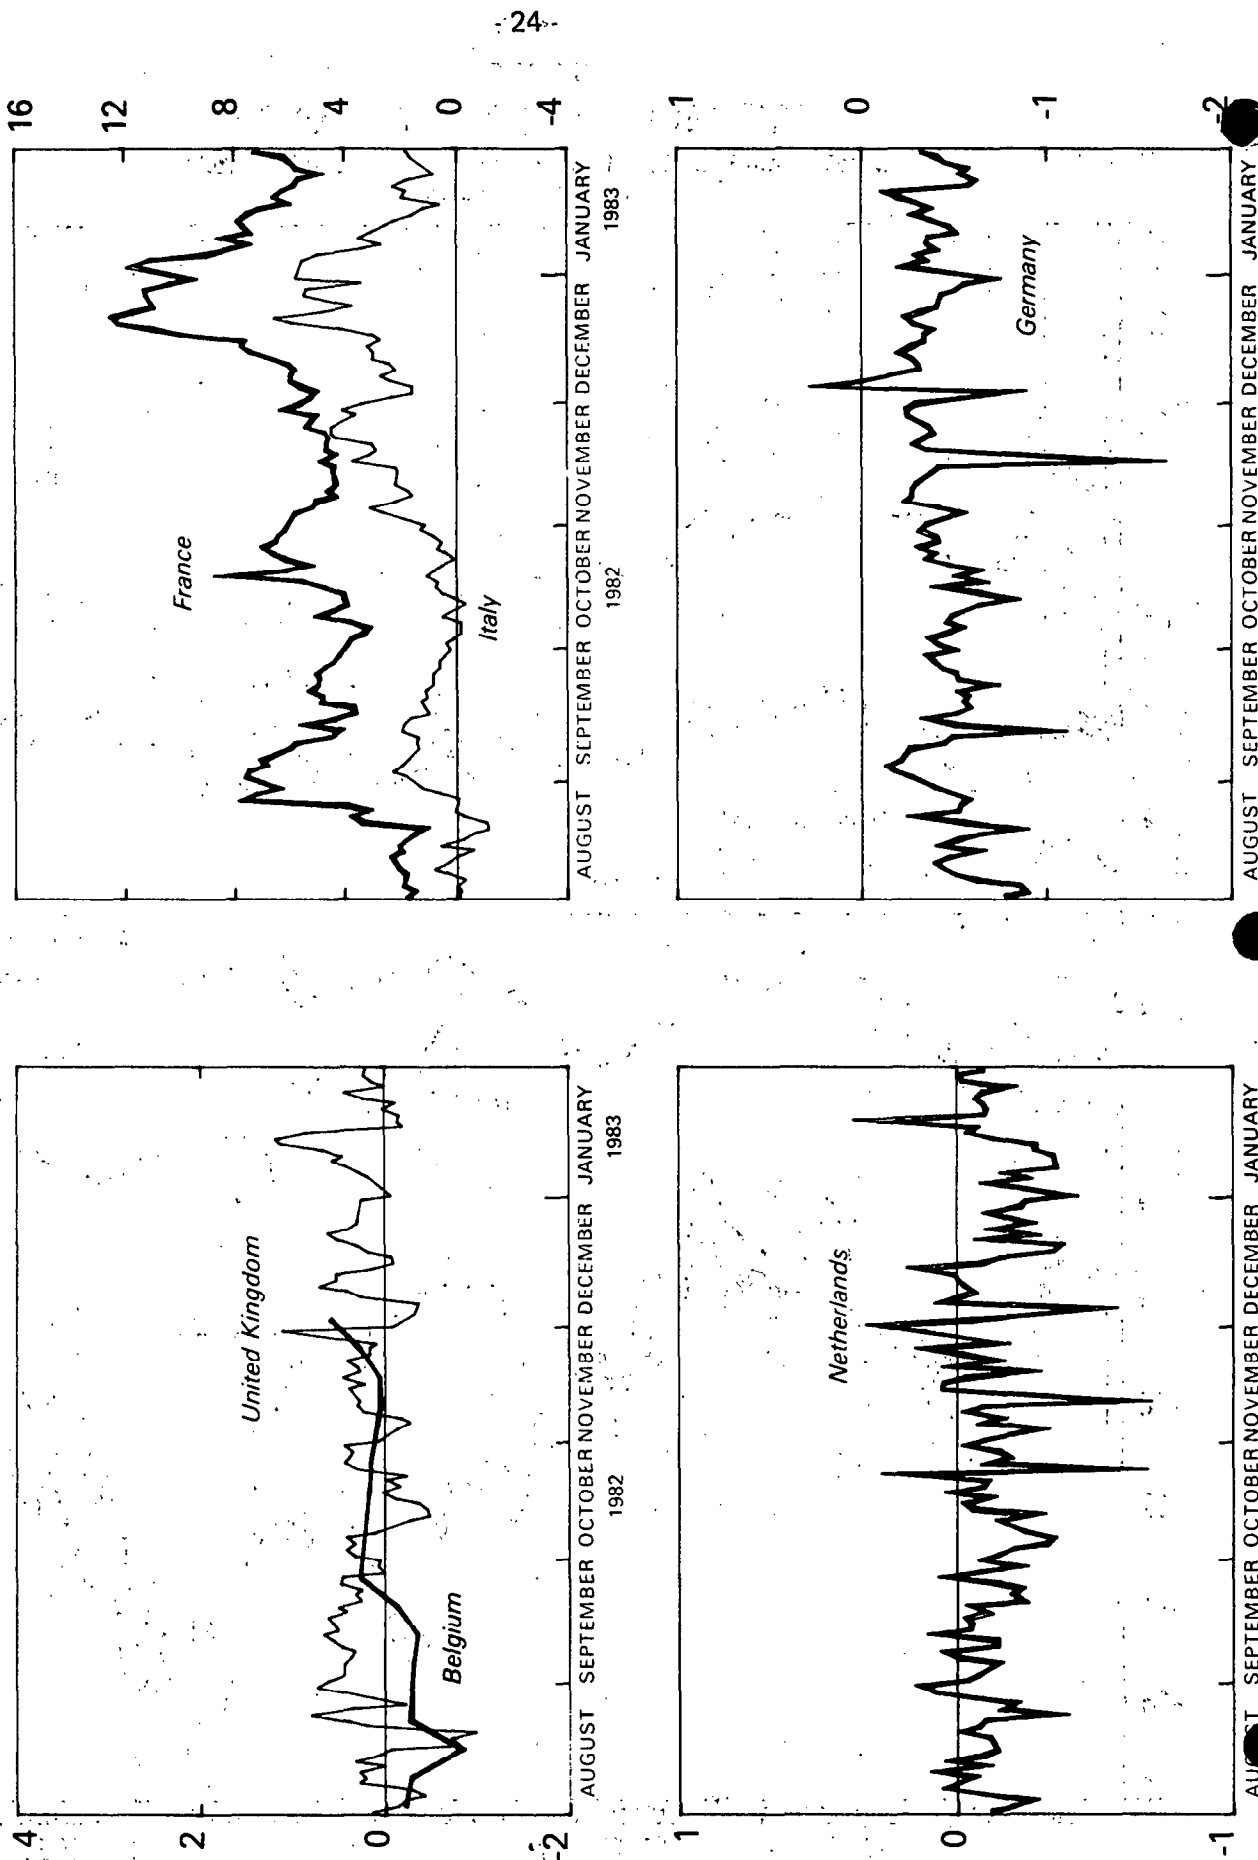 - 24 -
4
2
0
-2
United Kingdom
Belgium
AUGUST SEPTEMBER OCTOBER NOVEMBER DECEMBER JANUARY
1982 1983
16
12
8
4
0
-4
France
Italy
AUGUST SEPTEMBER OCTOBER NOVEMBER DECEMBER JANUARY
1982 1983
1
0
-1
Netherlands
AUGUST SEPTEMBER OCTOBER NOVEMBER DECEMBER JANUARY
1
0
-1
-2
Germany
AUGUST SEPTEMBER OCTOBER NOVEMBER DECEMBER JANUARY